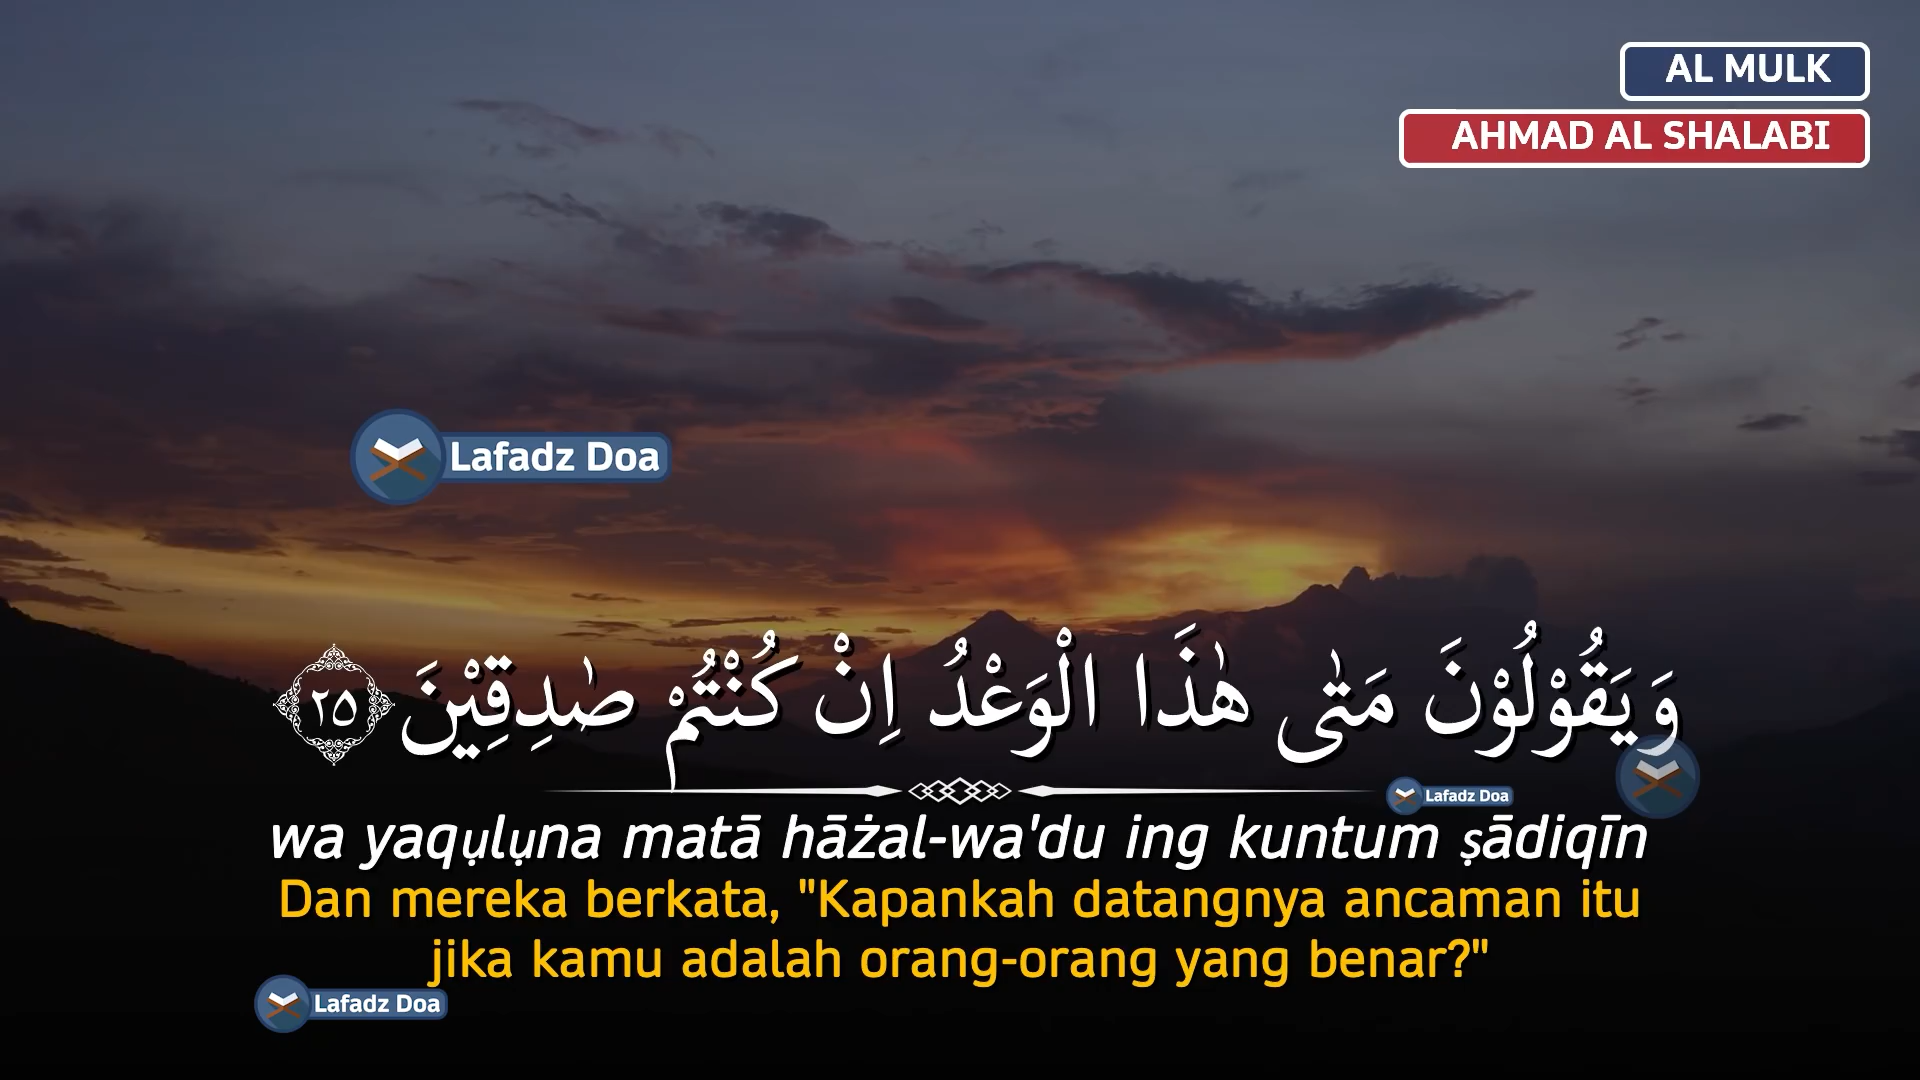 AL MULK
AHMAD AL SHALABI
Lafadz Doa
وَيَقُوْلُوْنَ مَتٰى هٰذَا الْوَعْدُ اِنْ كُنْتُمْ صٰدِقِيْنَ ٢٥
Lafadz Doa
wa yaqụlụna matā hāżal-wa'du ing kuntum ṣādiqīn
Dan mereka berkata, "Kapankah datangnya ancaman itu
jika kamu adalah orang-orang yang benar?"
Lafadz Doa